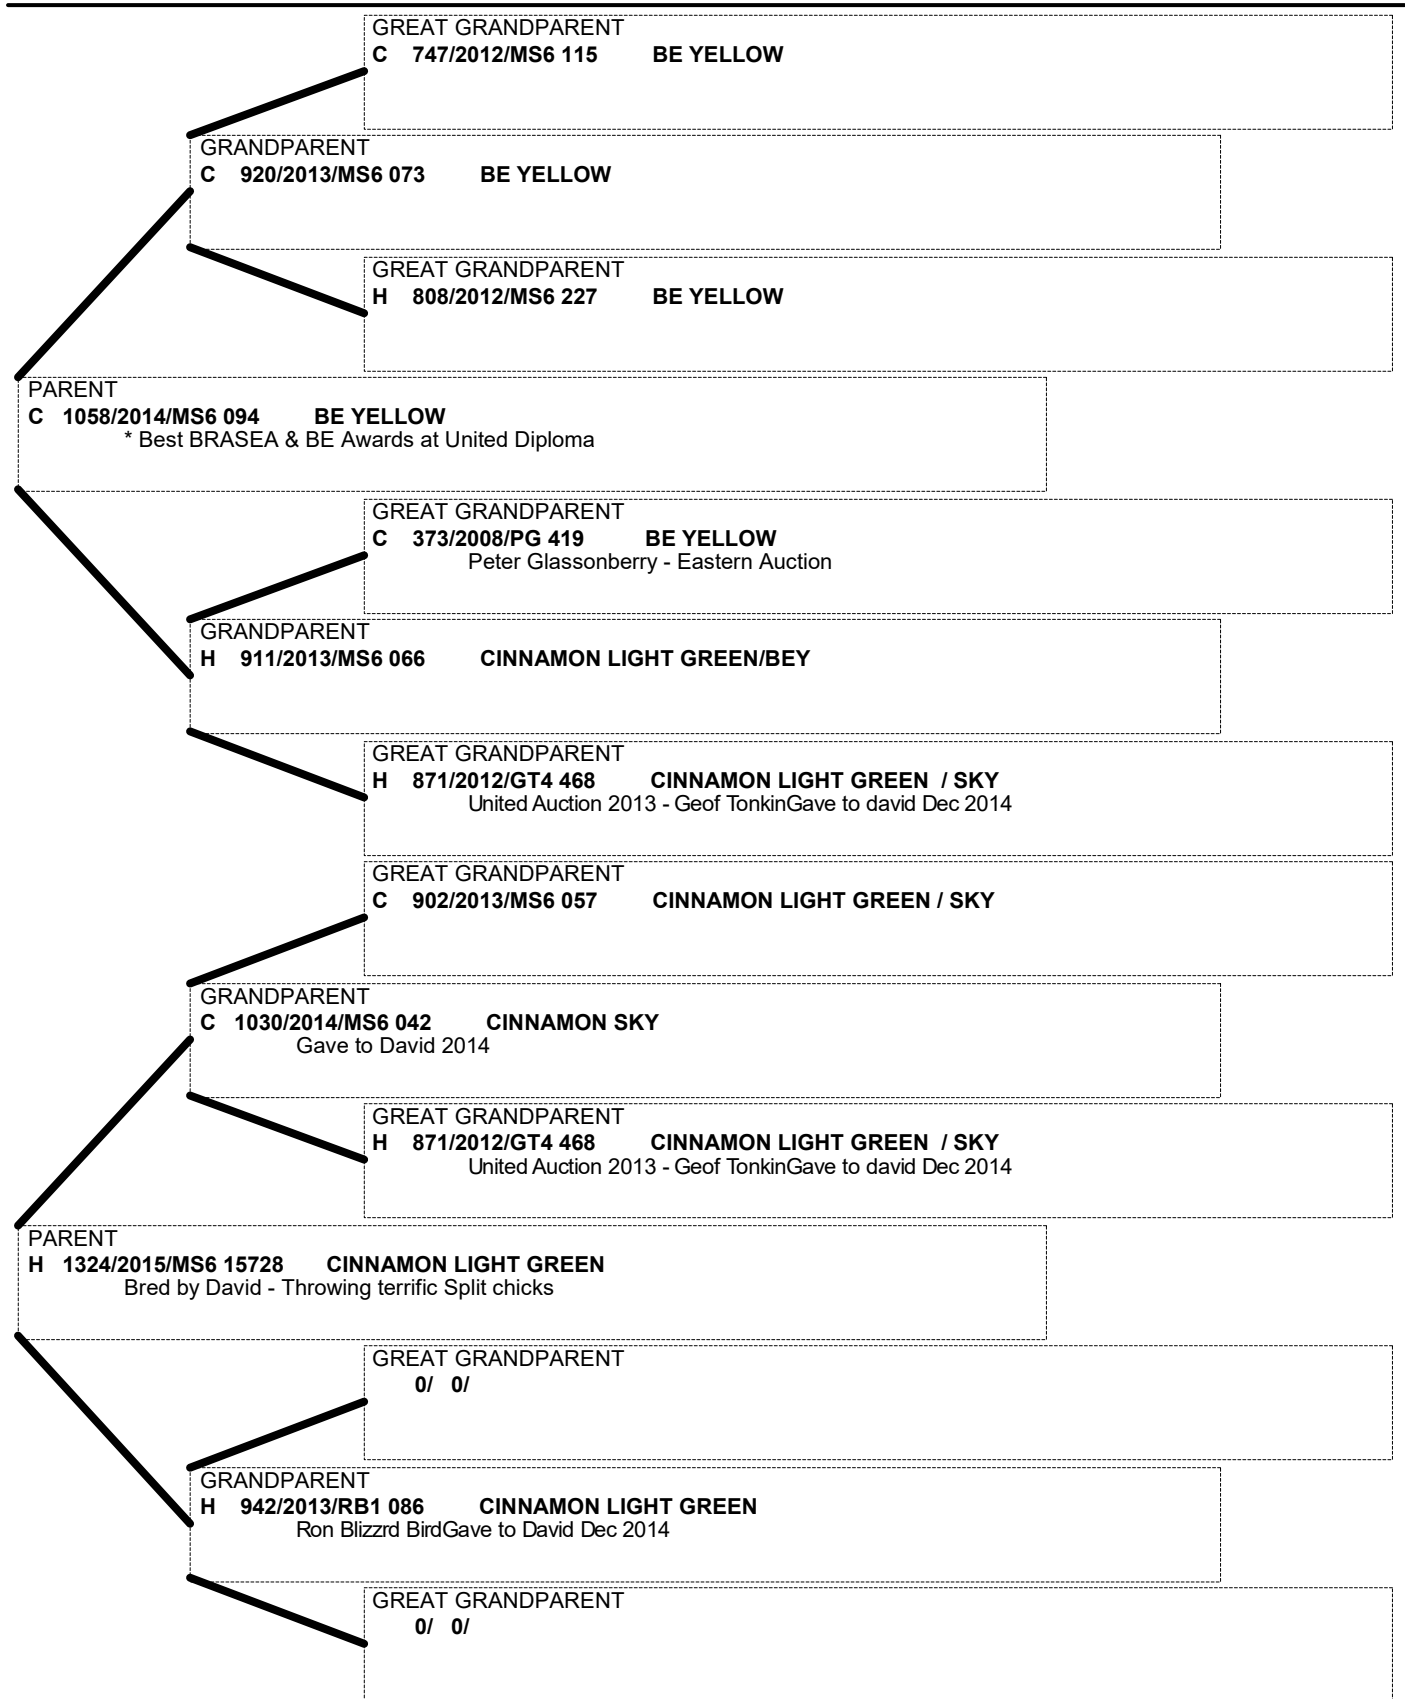 GREAT GRANDPARENT
C 747/2012/MS6 115 BE YELLOW
GRANDPARENT
C 920/2013/MS6 073 BE YELLOW
GREAT GRANDPARENT
H 808/2012/MS6 227 BE YELLOW
PARENT
C 1058/2014/MS6 094 BE YELLOW
* Best BRASEA & BE Awards at United Diploma
GREAT GRANDPARENT
C 373/2008/PG 419 BE YELLOW
Peter Glassonberry - Eastern Auction
GRANDPARENT
H 911/2013/MS6 066 CINNAMON LIGHT GREEN/BEY
GREAT GRANDPARENT
H 871/2012/GT4 468 CINNAMON LIGHT GREEN / SKY
United Auction 2013 - Geof TonkinGave to david Dec 2014
GREAT GRANDPARENT
C 902/2013/MS6 057 CINNAMON LIGHT GREEN / SKY
GRANDPARENT
C 1030/2014/MS6 042 CINNAMON SKY
Gave to David 2014
GREAT GRANDPARENT
H 871/2012/GT4 468 CINNAMON LIGHT GREEN / SKY
United Auction 2013 - Geof TonkinGave to david Dec 2014
PARENT
H 1324/2015/MS6 15728 CINNAMON LIGHT GREEN
Bred by David - Throwing terrific Split chicks
GREAT GRANDPARENT
0/ 0/
GRANDPARENT
H 942/2013/RB1 086 CINNAMON LIGHT GREEN
Ron Blizzrd BirdGave to David Dec 2014
GREAT GRANDPARENT
0/ 0/